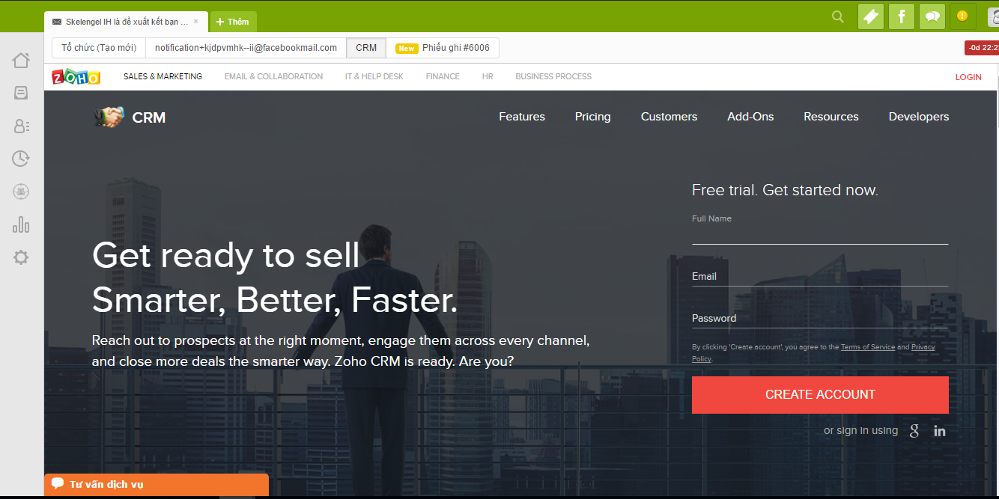 Skelengel IH là đề xuất kết bạn ...
Thêm
Tổ chức (Tạo mới)
notification+kjdpvmhk--ii@facebookmail.com
CRM
New Phiếu ghi #6006
-0d 22:2
ZOHO
SALES & MARKETING
EMAIL & COLLABORATION
IT & HELP DESK
FINANCE
HR
BUSINESS PROCESS
LOGIN
CRM
Features
Pricing
Customers
Add-Ons
Resources
Developers
Get ready to sell
Smarter, Better, Faster.
Reach out to prospects at the right moment, engage them across every channel,
and close more deals the smarter way. Zoho CRM is ready. Are you?
Free trial. Get started now.
Full Name
Email
Password
By clicking 'Create account', you agree to the Terms of Service and Privacy
Policy.
CREATE ACCOUNT
or sign in using
Tư vấn dịch vụ